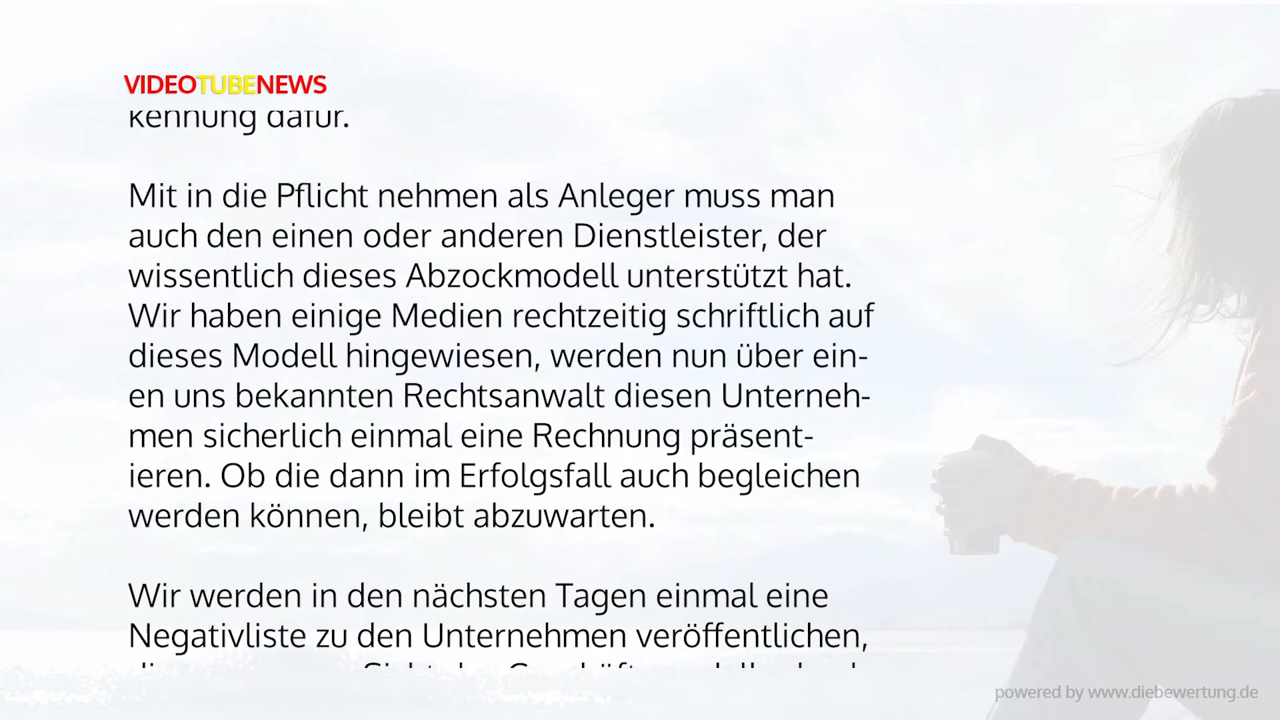 VIDEOTUBENEWS
kennung dafür.
Mit in die Pflicht nehmen als Anleger muss man
auch den einen oder anderen Dienstleister, der
wissentlich dieses Abzockmodell unterstützt hat.
Wir haben einige Medien rechtzeitig schriftlich auf
dieses Modell hingewiesen, werden nun über ein-
en uns bekannten Rechtsanwalt diesen Unterneh-
men sicherlich einmal eine Rechnung präsent-
ieren. Ob die dann im Erfolgsfall auch begleichen
werden können, bleibt abzuwarten.
Wir werden in den nächsten Tagen einmal eine
Negativliste zu den Unternehmen veröffentlichen,
powered by www.diebewertung.de